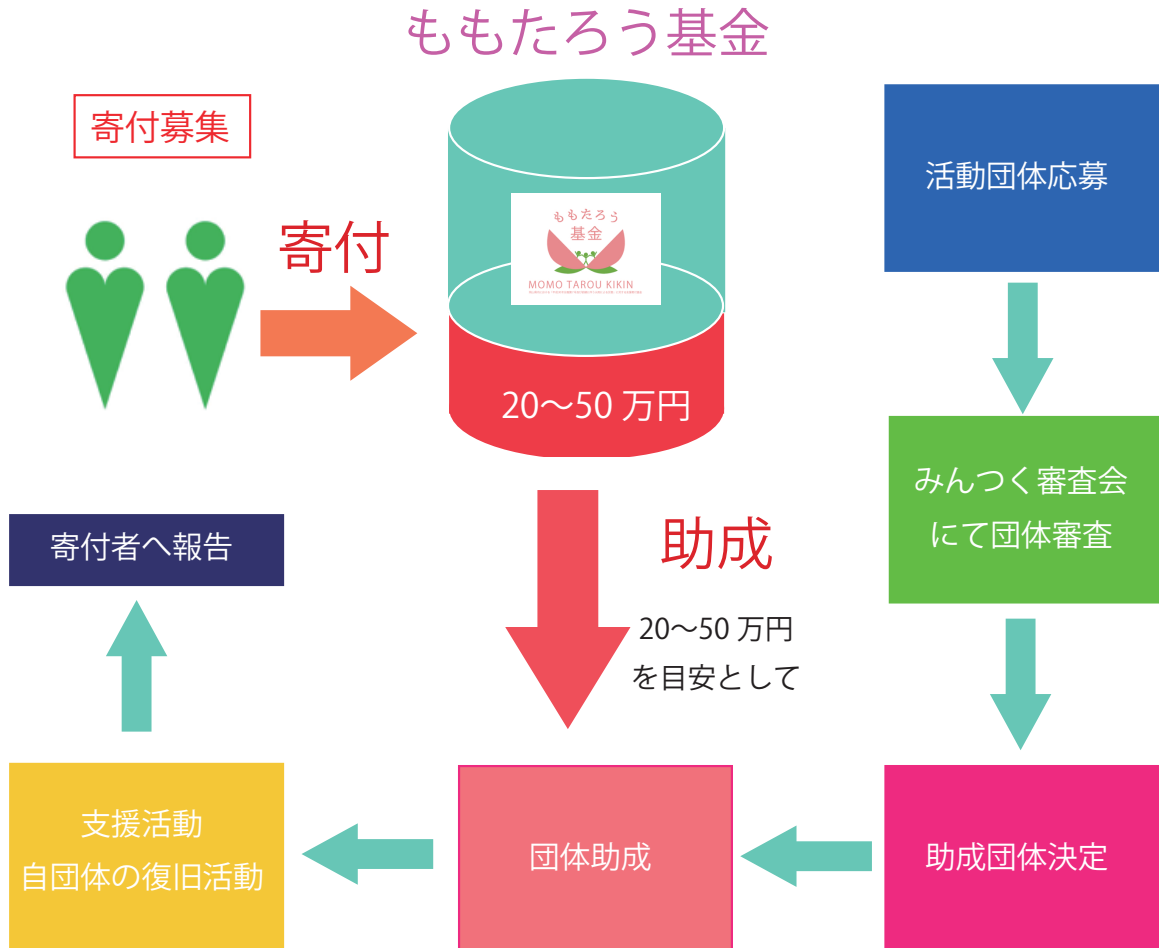 ももたろう基金
寄付募集
寄付
ももたろう
基金
MOMO TAROU KIKIN
20〜50 万円
活動団体応募
みんつく審査会
にて団体審査
助成団体決定
助成
20〜50 万円
を目安として
団体助成
支援活動
自団体の復旧活動
寄付者へ報告